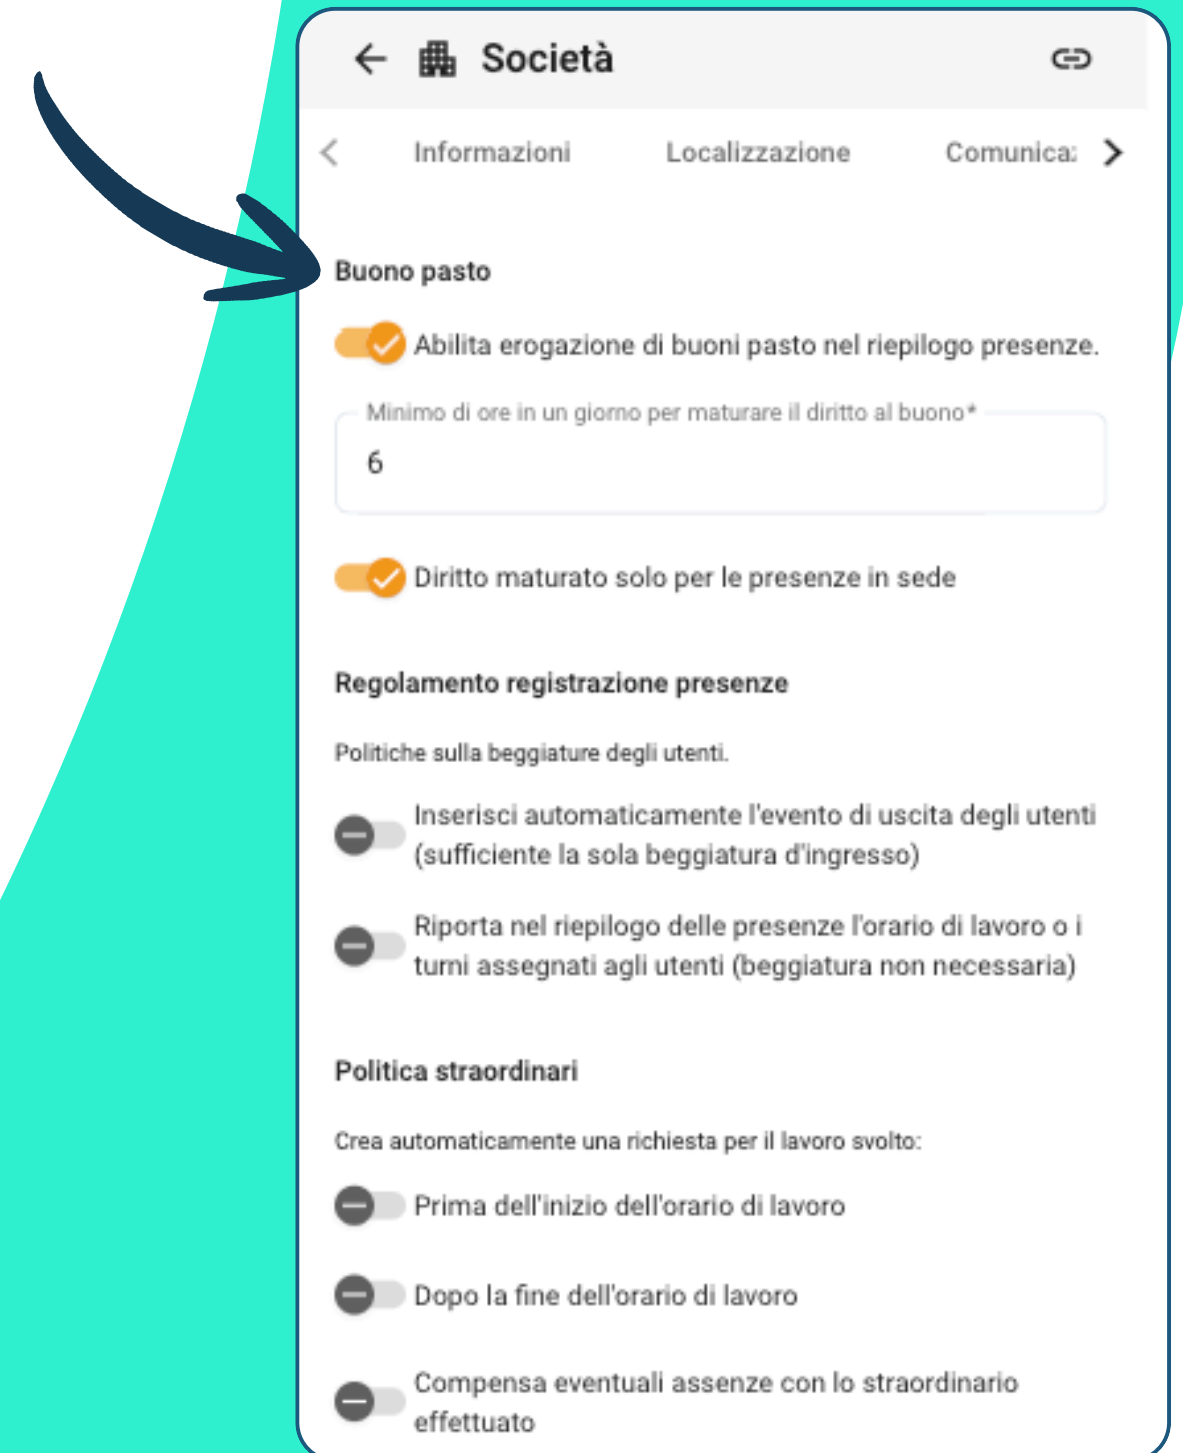 Società
Informazioni Localizzazione Comunica
Buono pasto
Abilita erogazione di buoni pasto nel riepilogo presenze.
Minimo di ore in un giorno per maturare il diritto al buono*
6
Diritto maturato solo per le presenze in sede
Regolamento registrazione presenze
Politiche sulla beggiature degli utenti.
Inserisci automaticamente l'evento di uscita degli utenti
(sufficiente la sola beggiatura d'ingresso)
Riporta nel riepilogo delle presenze l'orario di lavoro o i
turni assegnati agli utenti (beggiatura non necessaria)
Politica straordinari
Crea automaticamente una richiesta per il lavoro svolto:
Prima dell'inizio dell'orario di lavoro
Dopo la fine dell'orario di lavoro
Compensa eventuali assenze con lo straordinario
effettuato